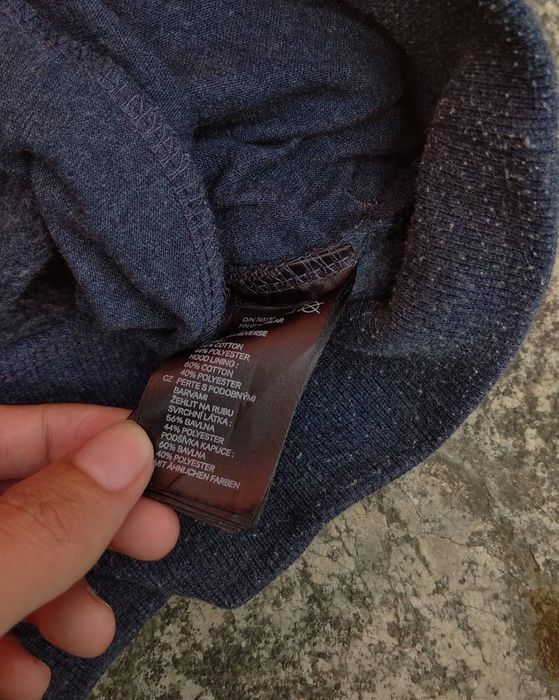 COTTON
44% POLYESTER
HOOD LINING :
60% COTTON
40% POLYESTER
CZ PERTE S PODOBNÝMI
BARVAMI
ŽEHLIT NA RUBU
SVRCHNÍ LÁTKA :
56% BAVLNA
44% POLYESTER
PODŠÍVKA KAPUCE :
60% BAVLNA
40% POLYESTER
MIT ÄHNLICHEN FARBEN